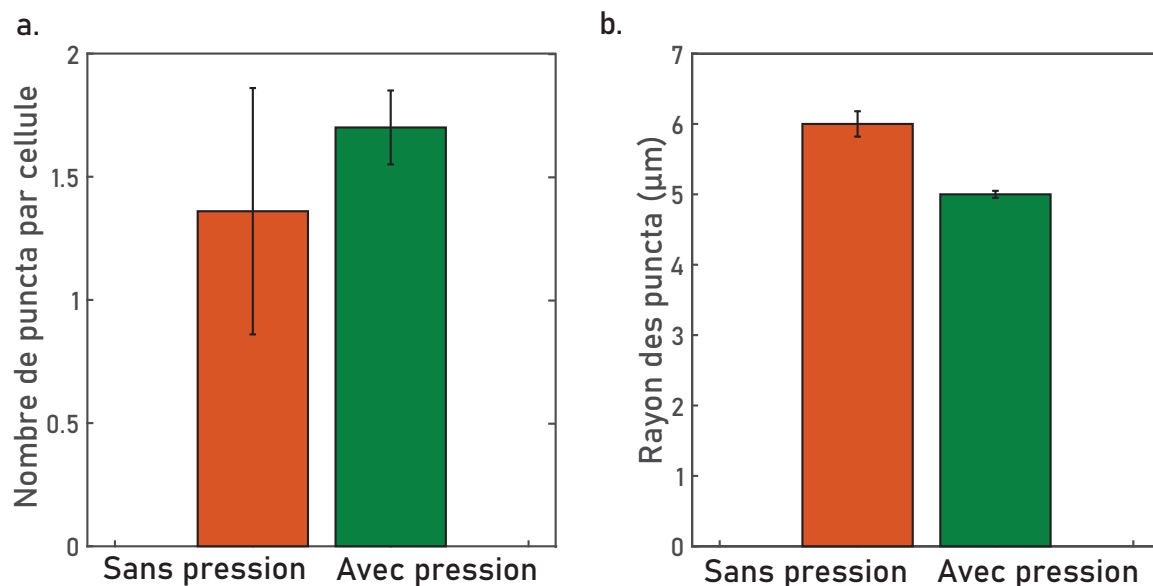 a.
Nombre de puncta par cellule
2
1.5
1
0.5
0
Sans pression
Avec pression
b.
Rayon des puncta (µm)
7
6
5
4
3
2
1
0
Sans pression
Avec pression